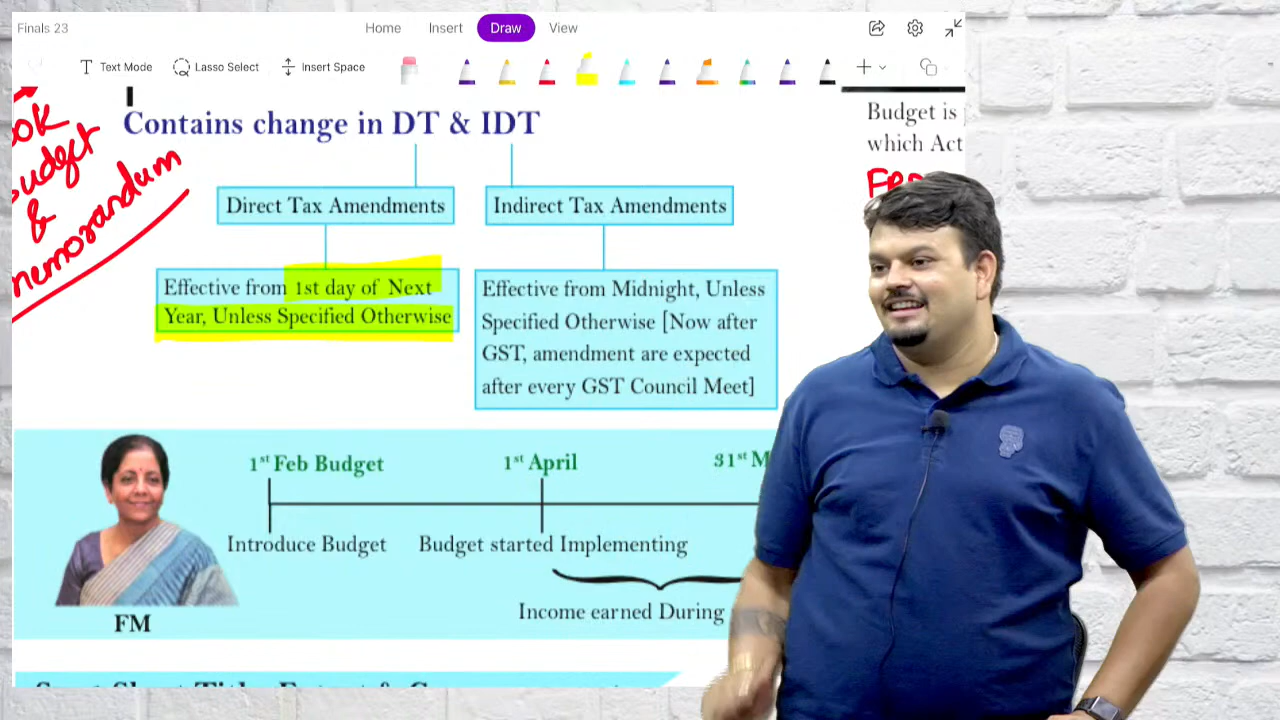 Finals 23
Home Insert Draw View
Text Mode Lasso Select Insert Space
Budget
&
memorandum
Contains change in DT & IDT
Budget is
which Act
Direct Tax Amendments
Indirect Tax Amendments
Effective from 1st day of Next
Year, Unless Specified Otherwise
Effective from Midnight, Unless
Specified Otherwise [Now after
GST, amendment are expected
after every GST Council Meet]
1st Feb Budget
1st April
31st M
Introduce Budget
Budget started Implementing
Income earned During
FM